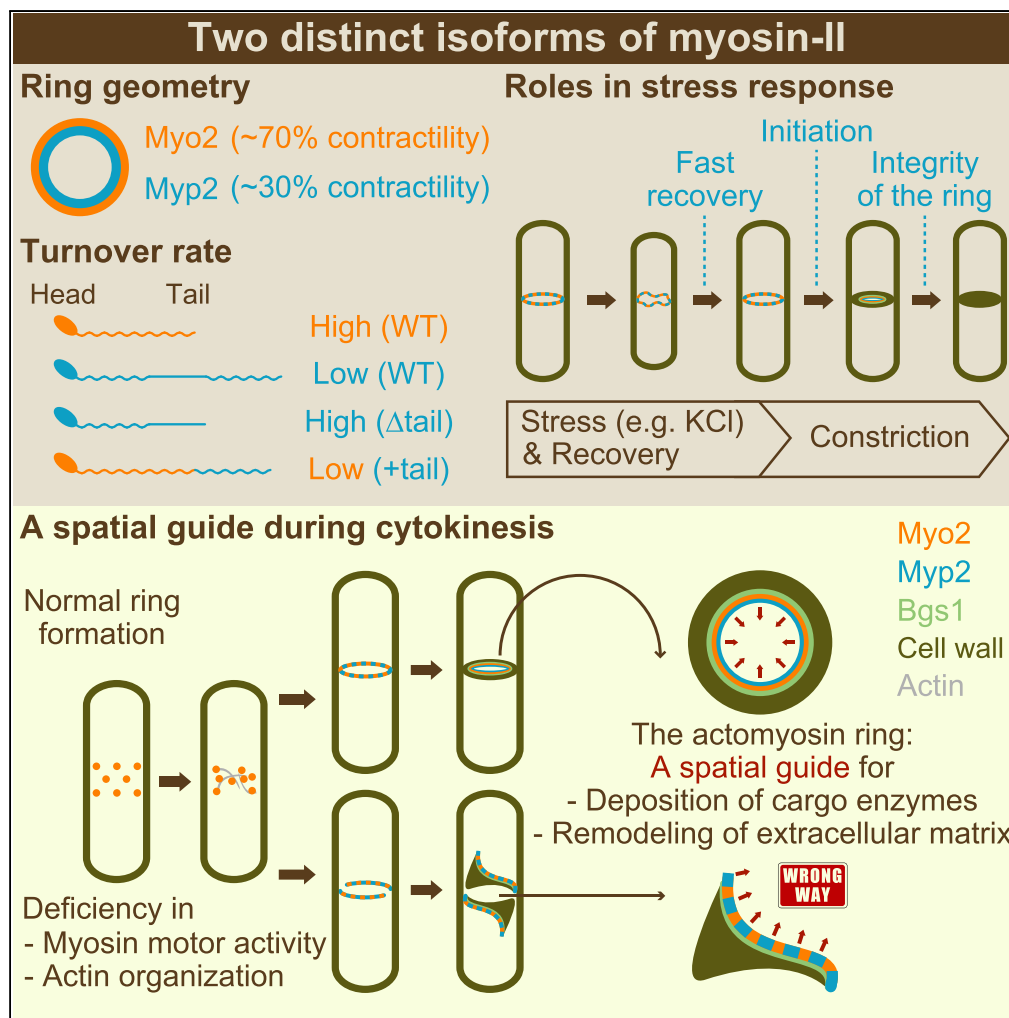 Two distinct isoforms of myosin-II
Ring geometry
Myo2 (~70% contractility)
Myp2 (~30% contractility)
Turnover rate
Head Tail
High (WT)
Low (WT)
High (Δtail)
Low (+tail)
Roles in stress response
Initiation
Fast
recovery
Integrity
of the ring
Stress (e.g. KCl)
& Recovery
Constriction
A spatial guide during cytokinesis
Normal ring
formation
Deficiency in
- Myosin motor activity
- Actin organization
Myo2
Myp2
Bgs1
Cell wall
Actin
The actomyosin ring:
A spatial guide for
- Deposition of cargo enzymes
- Remodeling of extracellular matrix
WRONG
WAY